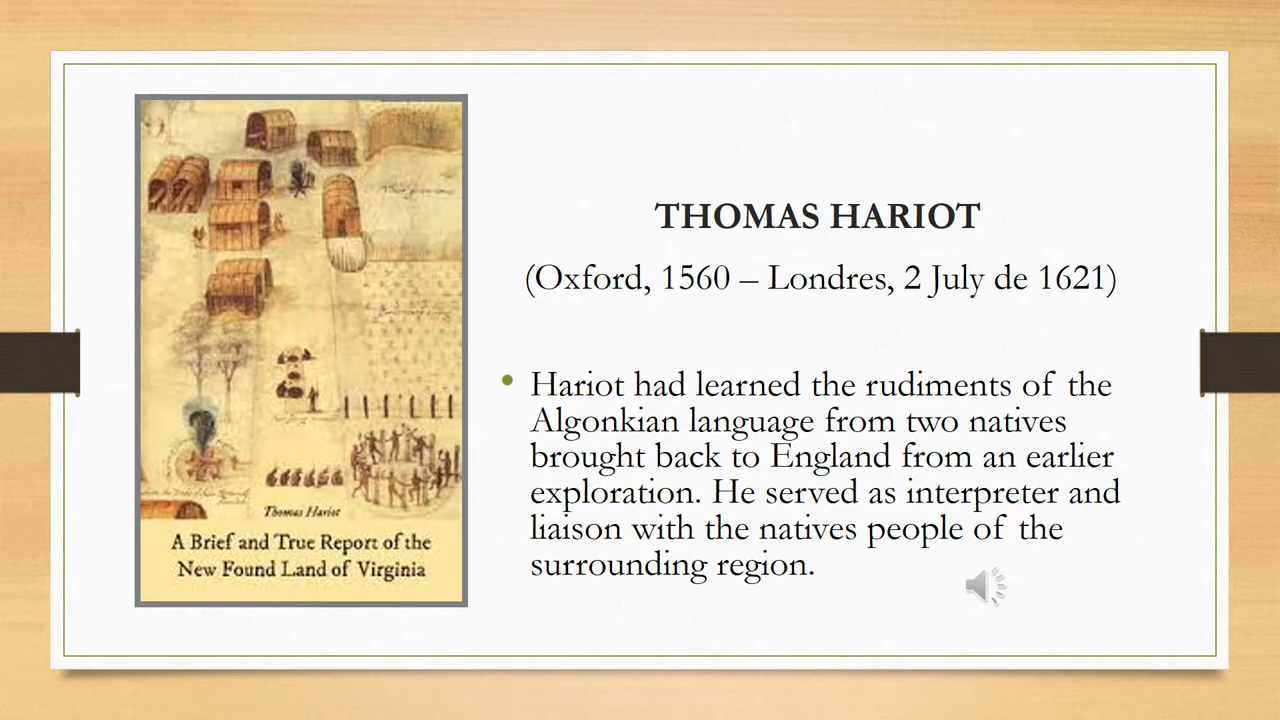 Thomas Hariot
A Brief and True Report of the
New Found Land of Virginia
THOMAS HARIOT
(Oxford, 1560 – Londres, 2 July de 1621)
• Hariot had learned the rudiments of the
Algonkian language from two natives
brought back to England from an earlier
exploration. He served as interpreter and
liaison with the natives people of the
surrounding region.